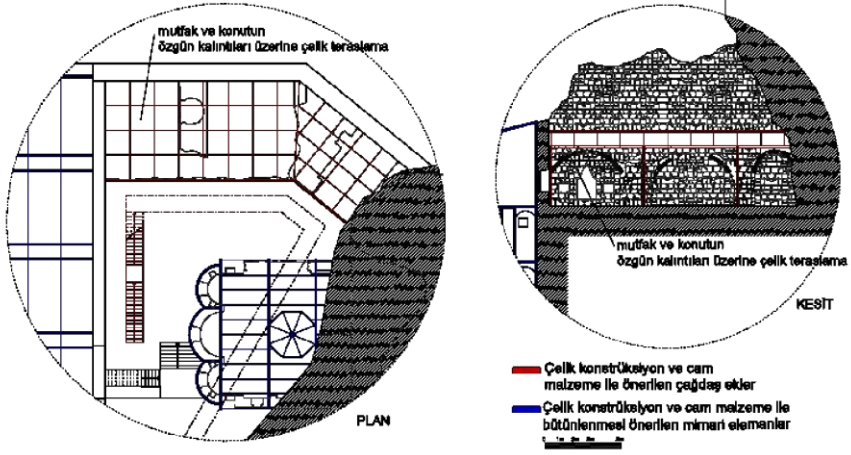 mutfak ve konutun
özgün kalıntıları üzerine çelik teraslama
mutfak ve konutun
özgün kalıntıları üzerine çelik teraslama
KESİT
PLAN
Çelik konstrüksiyon ve cam
malzeme ile önerilen çağdaş ekler
Çelik konstrüksiyon ve cam malzeme ile
bütünlenmesi önerilen mimari elemanlar